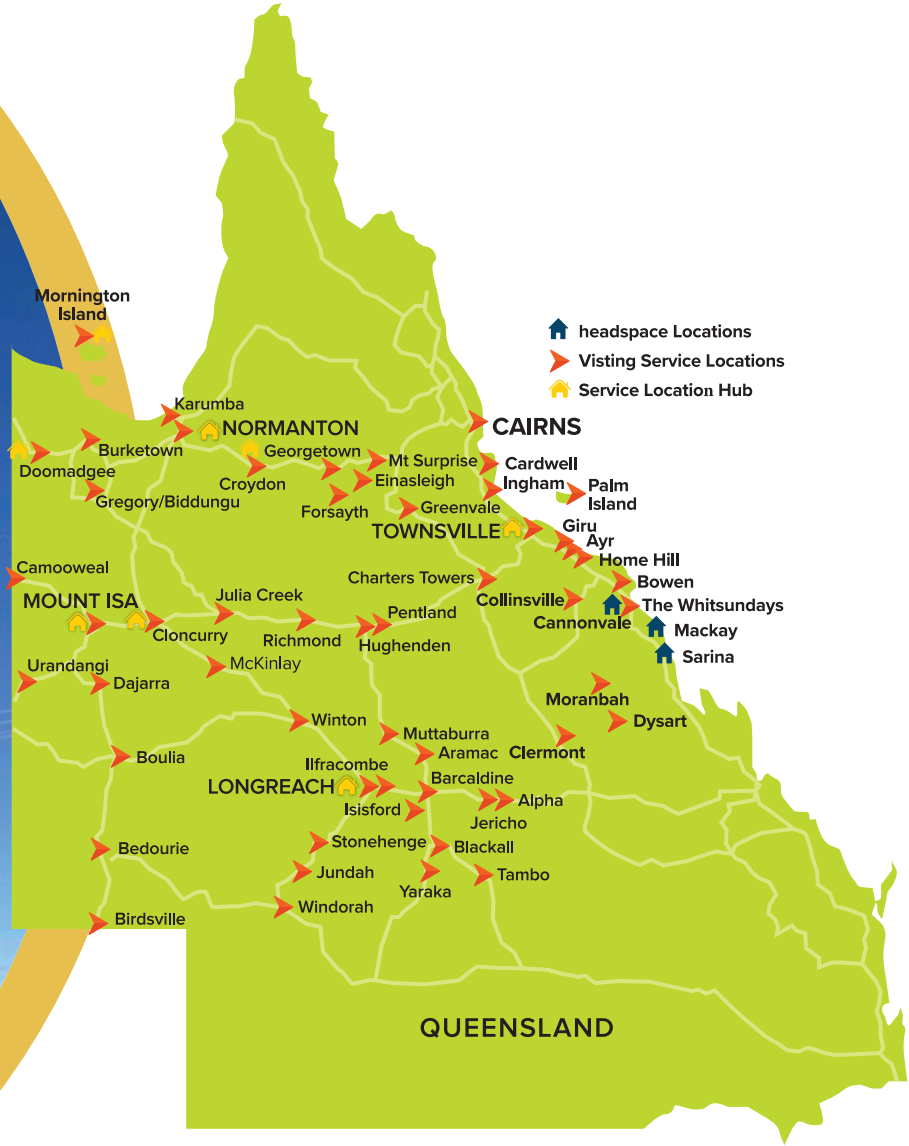 Mornington
Island
headspace Locations
Visting Service Locations
Service Location Hub
Karumba
NORMANTON
CAIRNS
Burketown
Georgetown
Mt Surprise
Cardwell
Doomadgee
Croydon
Einasleigh
Ingham
Palm
Island
Gregory/Biddungu
Forsayth
Greenvale
TOWNSVILLE
Giru
Ayr
Home Hill
Camooweal
Charters Towers
Bowen
MOUNT ISA
Julia Creek
Collinsville
The Whitsundays
Pentland
Cannonvale
Cloncurry
Richmond
Hughenden
Mackay
Sarina
Urandangi
McKinlay
Dajarra
Moranbah
Winton
Dysart
Muttaburra
Clermont
Boulia
Aramac
Ilfracombe
Barcaldine
LONGREACH
Alpha
Isisford
Jericho
Bedourie
Stonehenge
Blackall
Jundah
Tambo
Yaraka
Windorah
Birdsville
QUEENSLAND